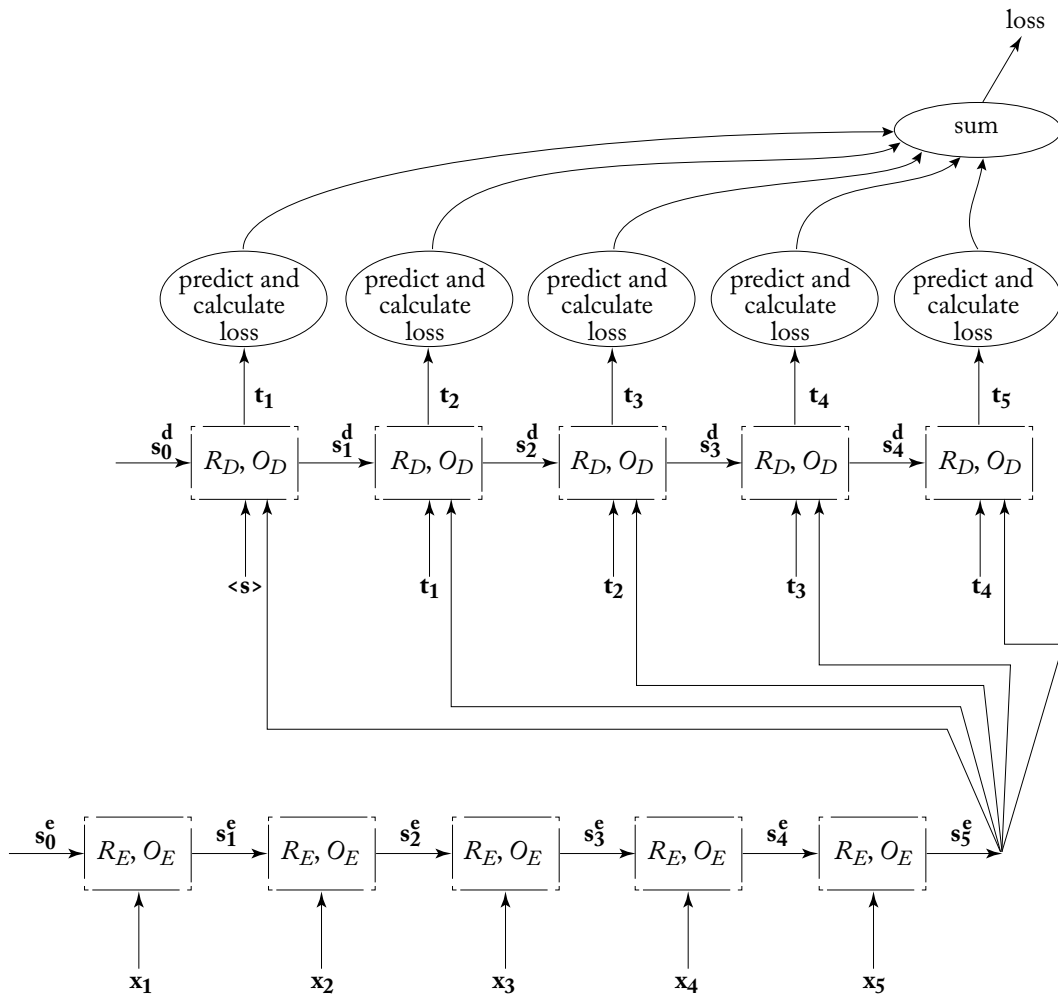 loss
sum
predict and predict and predict and predict and predict and
calculate calculate calculate calculate calculate
loss loss loss loss loss
t₁ t₂ t₃ t₄ t₅
s₀ᵈ s₁ᵈ s₂ᵈ s₃ᵈ s₄ᵈ
R_D, O_D R_D, O_D R_D, O_D R_D, O_D R_D, O_D
<s> t₁ t₂ t₃ t₄
s₀ᵉ s₁ᵉ s₂ᵉ s₃ᵉ s₄ᵉ s₅ᵉ
R_E, O_E R_E, O_E R_E, O_E R_E, O_E R_E, O_E
x₁ x₂ x₃ x₄ x₅